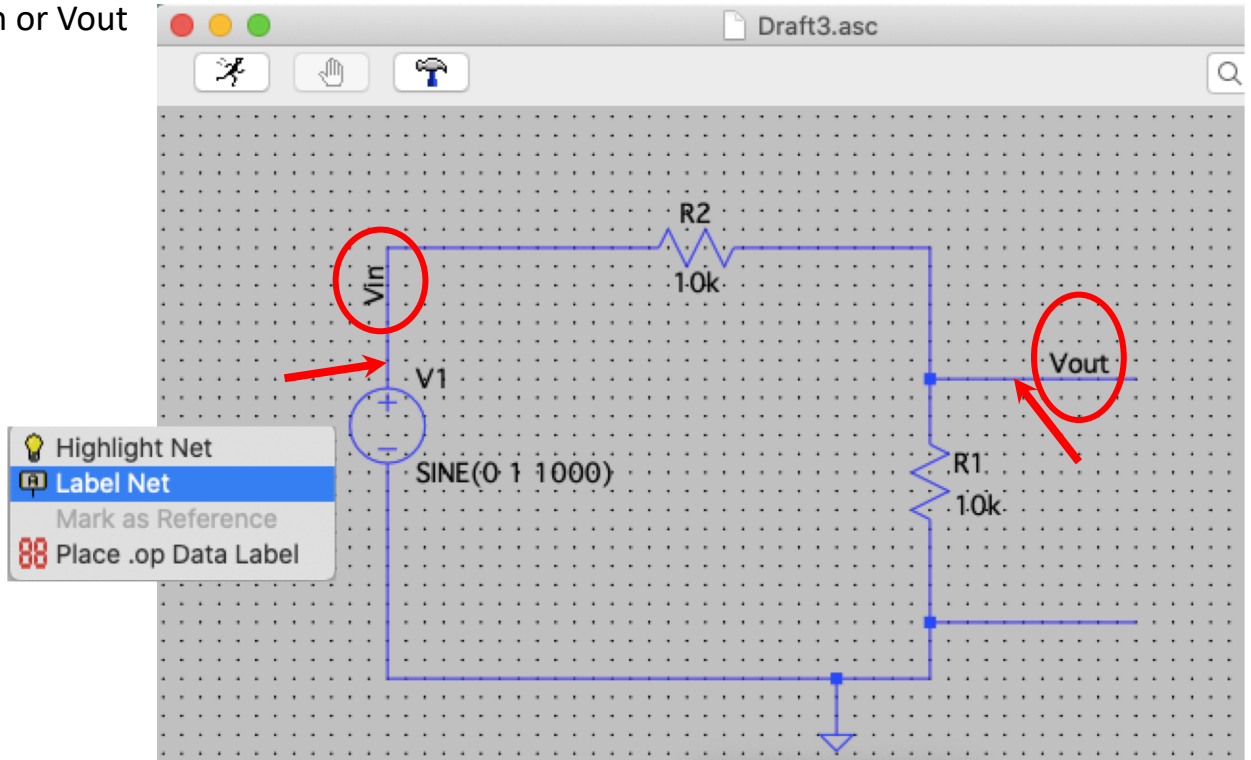 or Vout
Draft3.asc
R2
10k
Vin
V1
Vout
SINE(0 1 1000)
R1
10k
Highlight Net
Label Net
Mark as Reference
88 Place .op Data Label